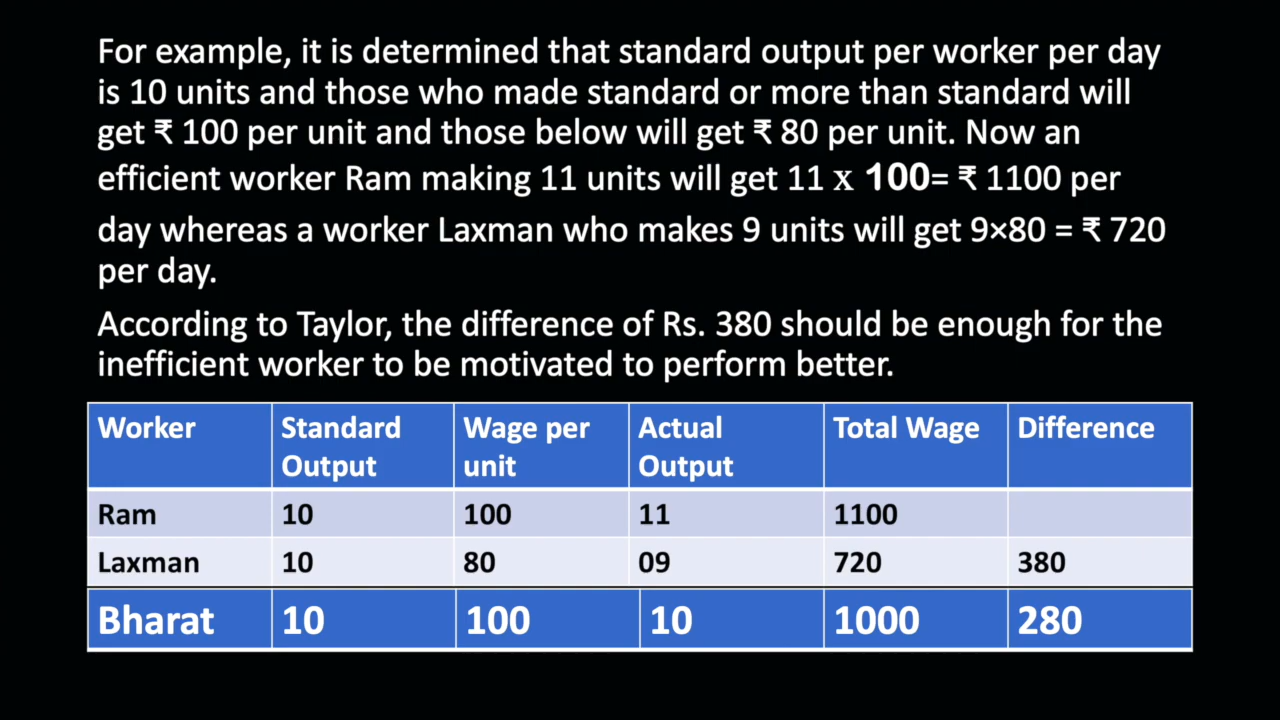 For example, it is determined that standard output per worker per day
is 10 units and those who made standard or more than standard will
get ₹ 100 per unit and those below will get ₹ 80 per unit. Now an
efficient worker Ram making 11 units will get 11 x 100= ₹ 1100 per
day whereas a worker Laxman who makes 9 units will get 9×80 = ₹ 720
per day.
According to Taylor, the difference of Rs. 380 should be enough for the
inefficient worker to be motivated to perform better.
Worker Standard Output Wage per unit Actual Output Total Wage Difference
Ram 10 100 11 1100
Laxman 10 80 09 720 380
Bharat 10 100 10 1000 280